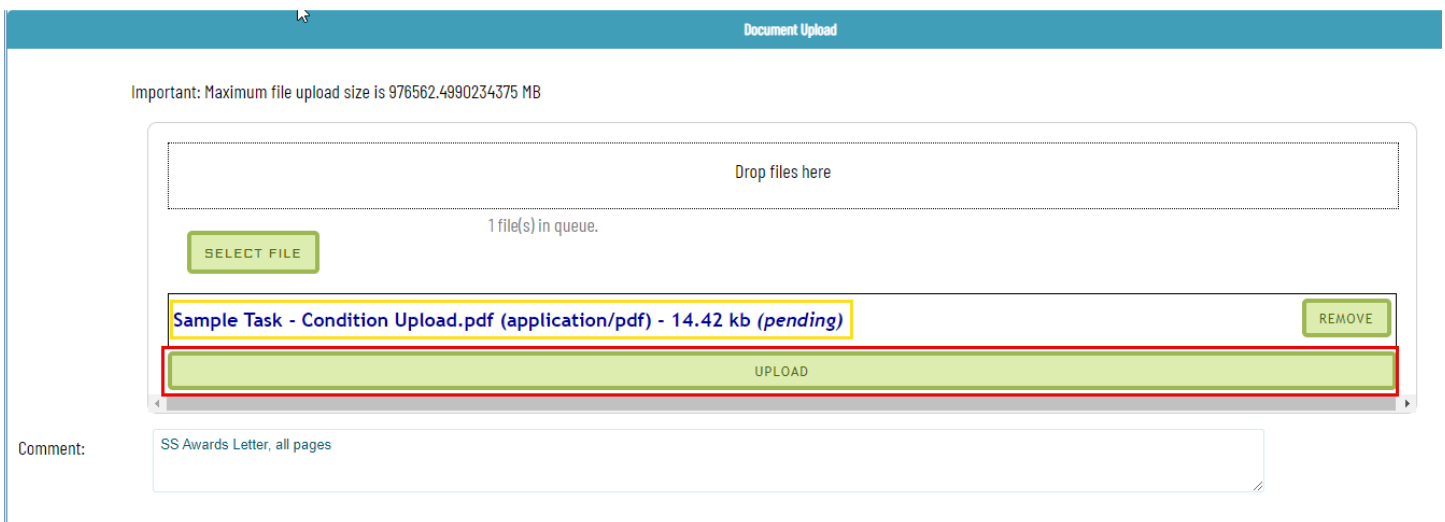 Document Upload
Important: Maximum file upload size is 976562.4990234375 MB
Drop files here
1 file(s) in queue.
SELECT FILE
Sample Task - Condition Upload.pdf (application/pdf) - 14.42 kb (pending)
REMOVE
UPLOAD
Comment:
SS Awards Letter, all pages